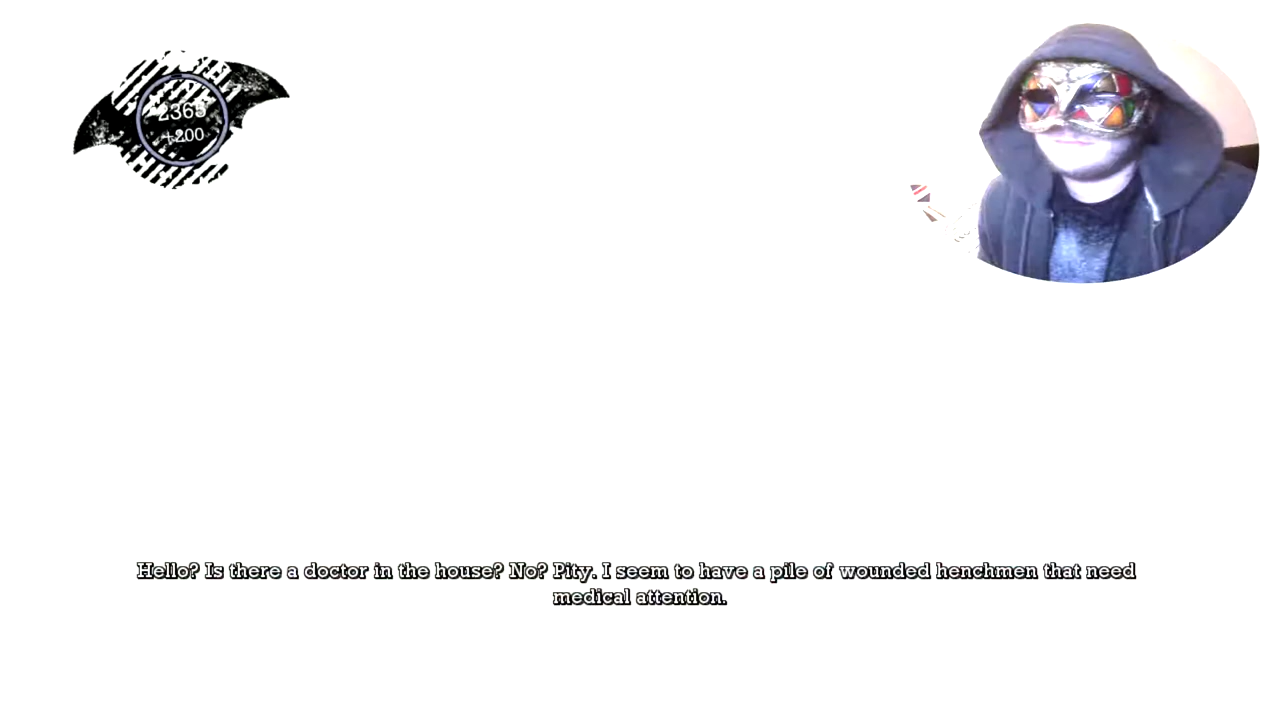 2365
+200
Hello? Is there a doctor in the house? No? Pity. I seem to have a pile of wounded henchmen that need
medical attention.